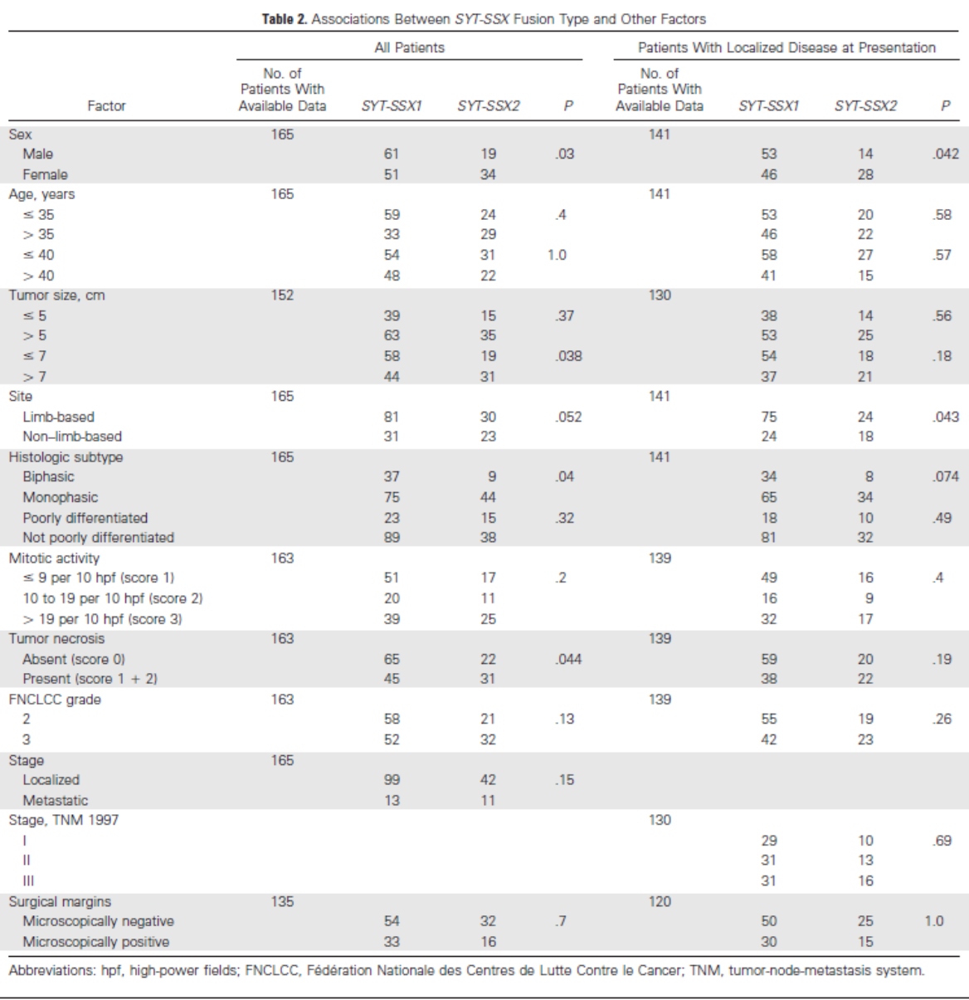 Table 2. Associations Between SYT-SSX Fusion Type and Other Factors
All Patients Patients With Localized Disease at Presentation
No. of No. of
Patients With Patients With
Factor Available Data SYT-SSX1 SYT-SSX2 P Available Data SYT-SSX1 SYT-SSX2 P
Sex 165 141
Male 61 19 .03 53 14 .042
Female 51 34 46 28
Age, years 165 141
≤ 35 59 24 .4 53 20 .58
> 35 33 29 46 22
≤ 40 54 31 1.0 58 27 .57
> 40 48 22 41 15
Tumor size, cm 152 130
≤ 5 39 15 .37 38 14 .56
> 5 63 35 53 25
≤ 7 58 19 .038 54 18 .18
> 7 44 31 37 21
Site 165 141
Limb-based 81 30 .052 75 24 .043
Non–limb-based 31 23 24 18
Histologic subtype 165 141
Biphasic 37 9 .04 34 8 .074
Monophasic 75 44 65 34
Poorly differentiated 23 15 .32 18 10 .49
Not poorly differentiated 89 38 81 32
Mitotic activity 163 139
≤ 9 per 10 hpf (score 1) 51 17 .2 49 16 .4
10 to 19 per 10 hpf (score 2) 20 11 16 9
> 19 per 10 hpf (score 3) 39 25 32 17
Tumor necrosis 163 139
Absent (score 0) 65 22 .044 59 20 .19
Present (score 1 + 2) 45 31 38 22
FNCLCC grade 163 139
2 58 21 .13 55 19 .26
3 52 32 42 23
Stage 165
Localized 99 42 .15
Metastatic 13 11
Stage, TNM 1997 130
I 29 10 .69
II 31 13
III 31 16
Surgical margins 135 120
Microscopically negative 54 32 .7 50 25 1.0
Microscopically positive 33 16 30 15
Abbreviations: hpf, high-power fields; FNCLCC, Fédération Nationale des Centres de Lutte Contre le Cancer; TNM, tumor-node-metastasis system.